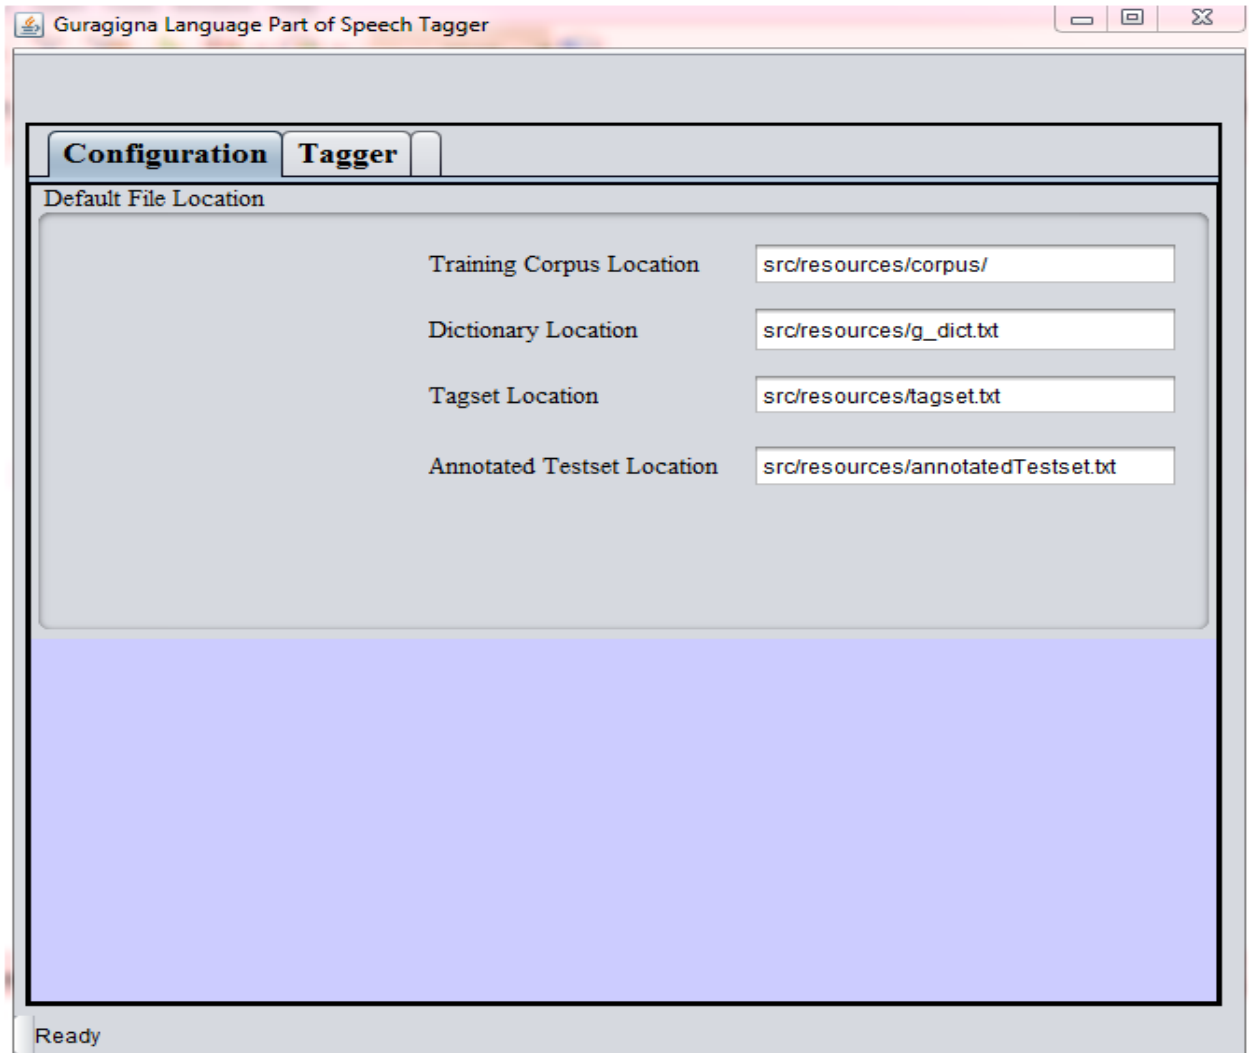 Guragigna Language Part of Speech Tagger
Configuration Tagger
Default File Location
Training Corpus Location src/resources/corpus/
Dictionary Location src/resources/g_dict.txt
Tagset Location src/resources/tagset.txt
Annotated Testset Location src/resources/annotatedTestset.txt
Ready